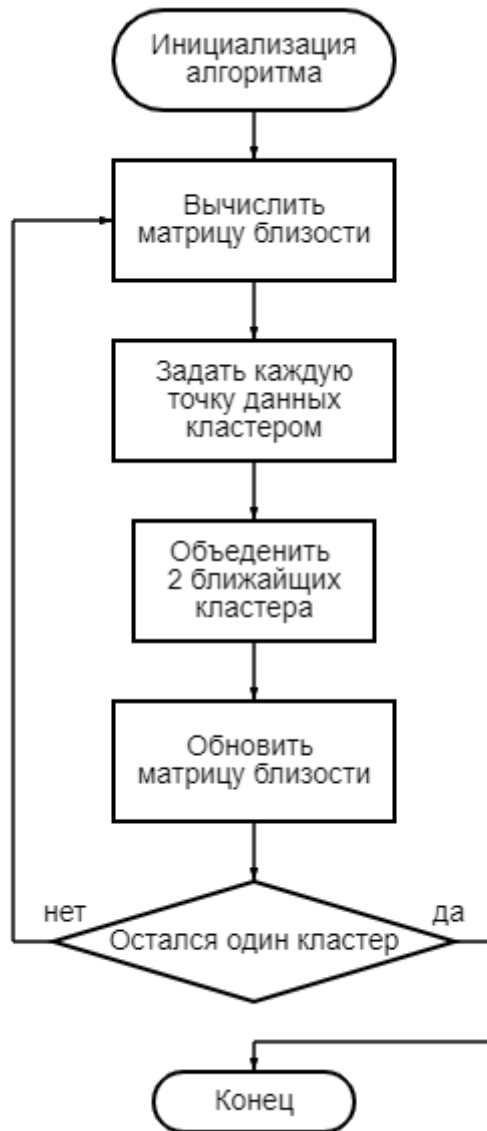 Инициализация
алгоритма
Вычислить
матрицу близости
Задать каждую
точку данных
кластером
Объеденить
2 ближайщих
кластера
Обновить
матрицу близости
нет
да
Остался один кластер
Конец